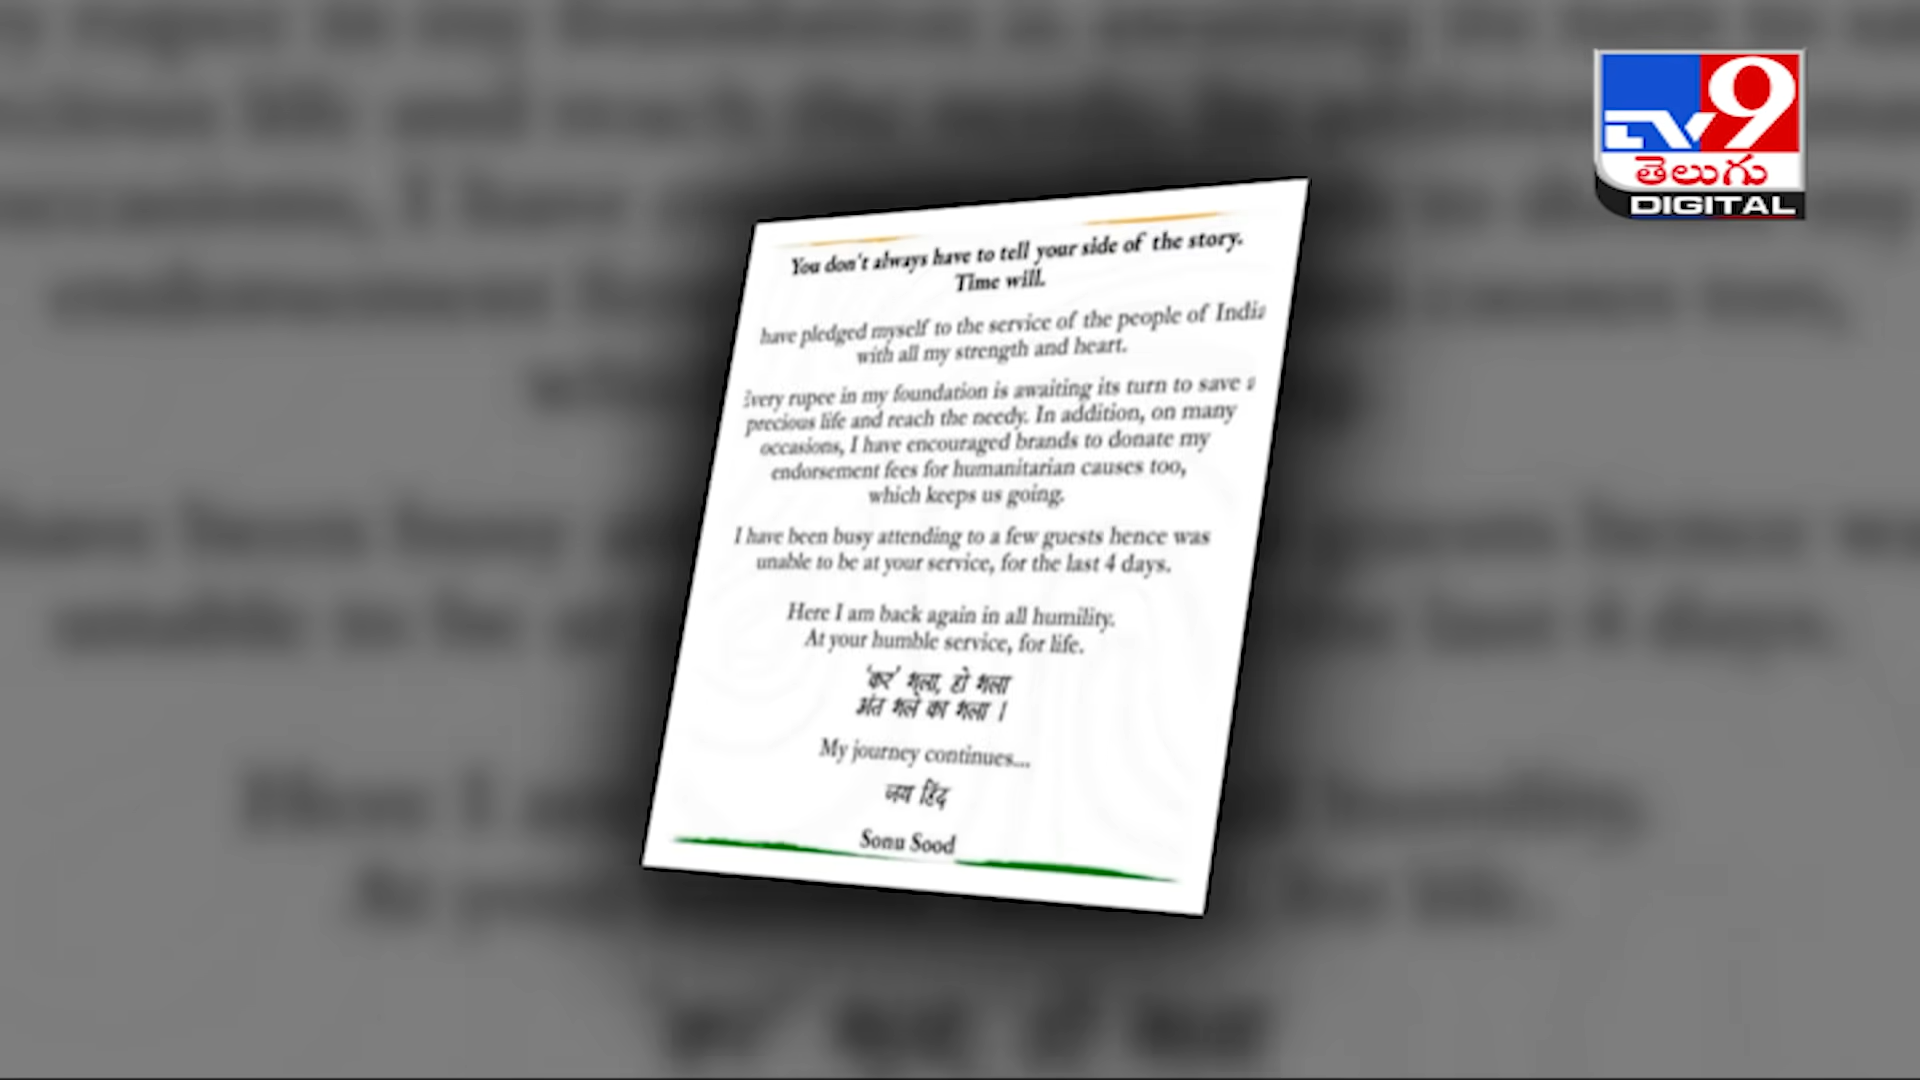 TV9
తెలుగు
DIGITAL
You don't always have to tell your side of the story.
Time will.
have pledged myself to the service of the people of India
with all my strength and heart.
Every rupee in my foundation is awaiting its turn to save a
precious life and reach the needy. In addition, on many
occasions, I have encouraged brands to donate my
endorsement fees for humanitarian causes too,
which keeps us going.
I have been busy attending to a few guests hence was
unable to be at your service, for the last 4 days.
Here I am back again in all humility.
At your humble service, for life.
‘कर’ भला, हो भला
अंत भले का भला ।
My journey continues...
जय हिंद
Sonu Sood